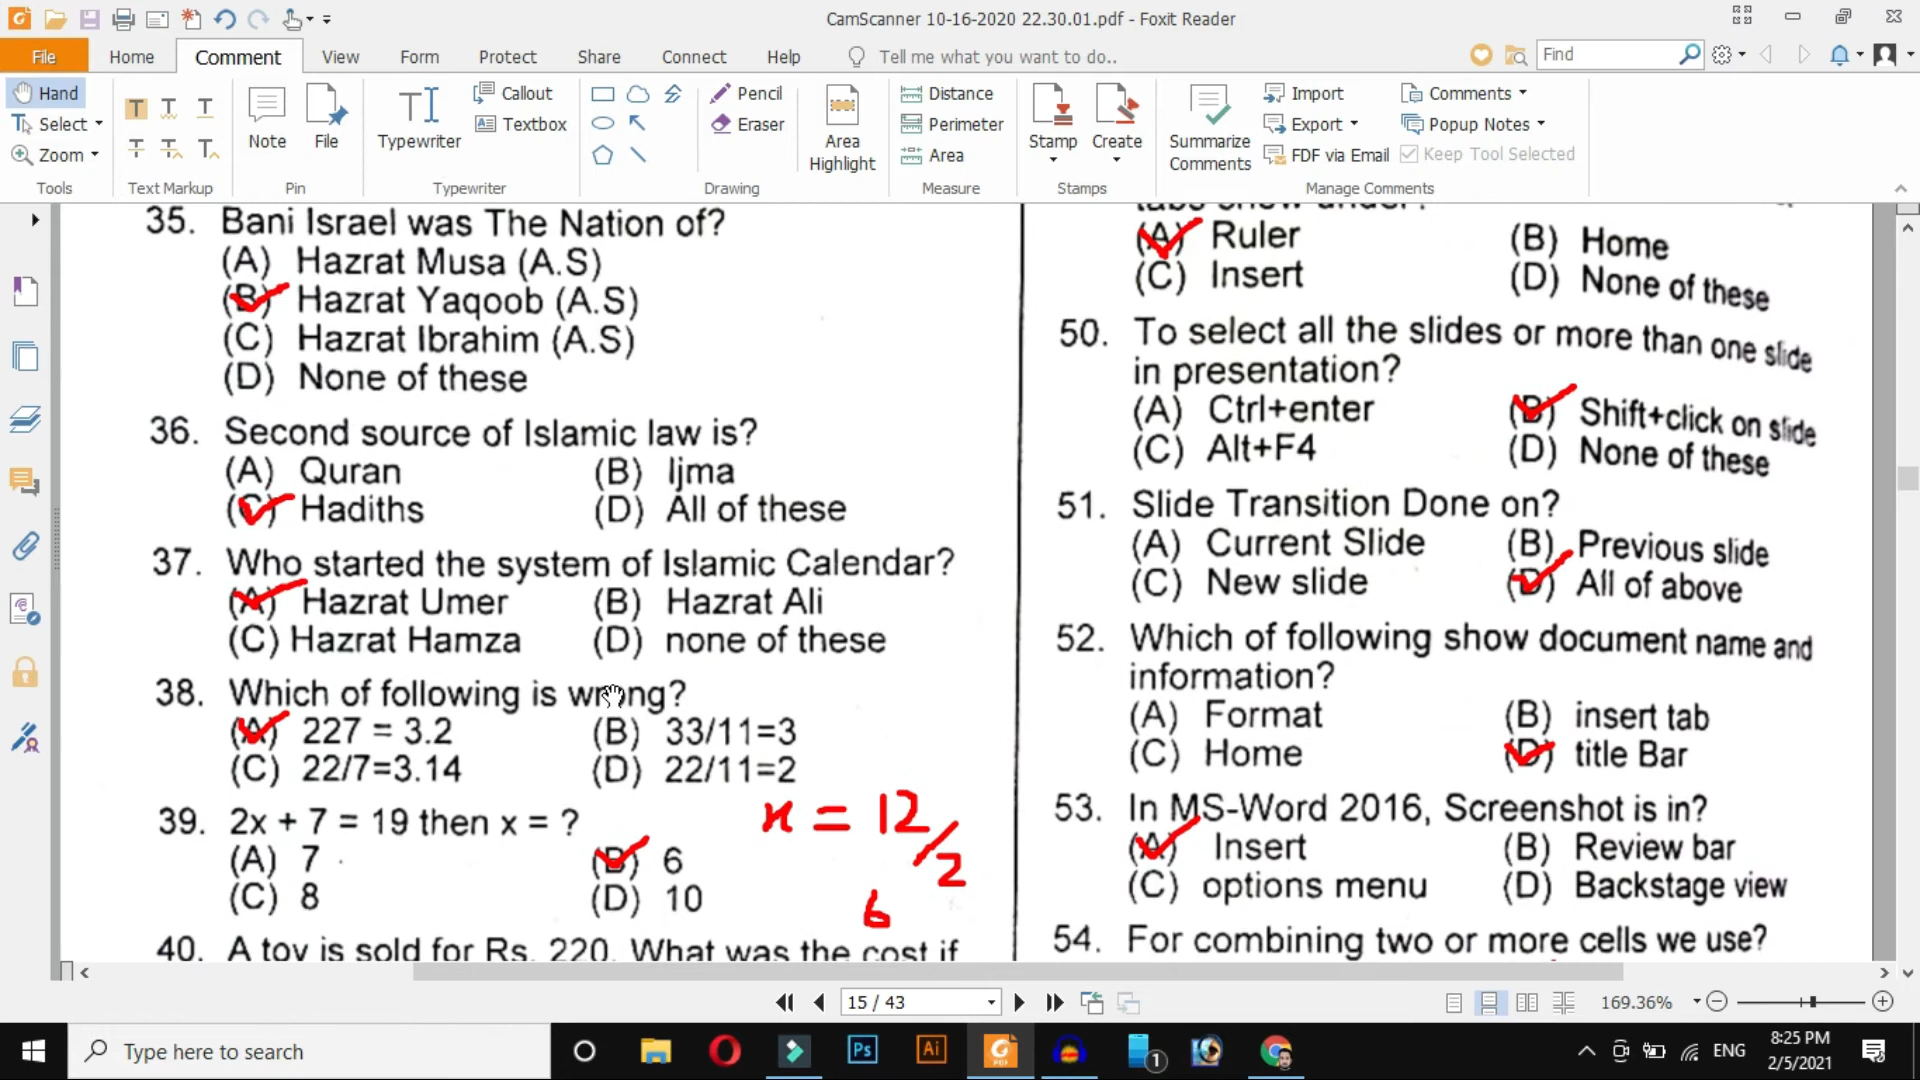 CamScanner 10-16-2020 22.30.01.pdf - Foxit Reader
File Home Comment View Form Protect Share Connect Help Tell me what you want to do.. Find
Hand
Select
Zoom
Tools
Text Markup
Note
File
Pin
Typewriter
Callout
Textbox
Typewriter
Pencil
Eraser
Drawing
Area Highlight
Distance
Perimeter
Area
Measure
Stamp
Create
Stamps
Summarize Comments
Import
Export
FDF via Email
Comments
Popup Notes
Keep Tool Selected
Manage Comments
35. Bani Israel was The Nation of?
(A) Hazrat Musa (A.S)
(B) Hazrat Yaqoob (A.S)
(C) Hazrat Ibrahim (A.S)
(D) None of these
36. Second source of Islamic law is?
(A) Quran (B) Ijma
(C) Hadiths (D) All of these
37. Who started the system of Islamic Calendar?
(A) Hazrat Umer (B) Hazrat Ali
(C) Hazrat Hamza (D) none of these
38. Which of following is wrong?
(A) 227 = 3.2 (B) 33/11=3
(C) 22/7=3.14 (D) 22/11=2
39. 2x + 7 = 19 then x = ?
(A) 7 (B) 6
(C) 8 (D) 10
x = 12/2
6
40. A toy is sold for Rs. 220. What was the cost if
tabs show under?
(A) Ruler (B) Home
(C) Insert (D) None of these
50. To select all the slides or more than one slide
in presentation?
(A) Ctrl+enter (B) Shift+click on slide
(C) Alt+F4 (D) None of these
51. Slide Transition Done on?
(A) Current Slide (B) Previous slide
(C) New slide (D) All of above
52. Which of following show document name and
information?
(A) Format (B) insert tab
(C) Home (D) title Bar
53. In MS-Word 2016, Screenshot is in?
(A) Insert (B) Review bar
(C) options menu (D) Backstage view
54. For combining two or more cells we use?
15 / 43
169.36%
Type here to search
Ps
Ai
1
ENG
8:25 PM
2/5/2021